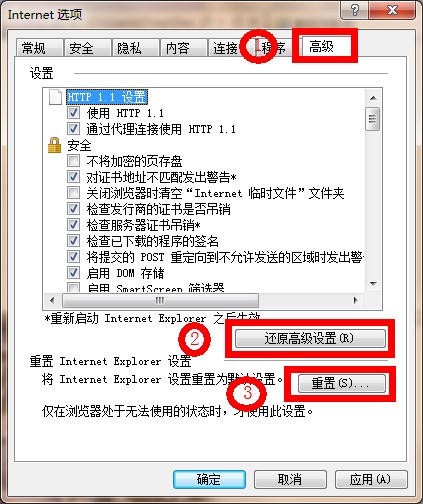 Internet 选项
常规 安全 隐私 内容 连接 程序 高级
1
设置
HTTP 1.1 设置
使用 HTTP 1.1
通过代理连接使用 HTTP 1.1
安全
不将加密的页存盘
对证书地址不匹配发出警告*
关闭浏览器时清空“Internet 临时文件”文件夹
检查发行商的证书是否吊销
检查服务器证书吊销*
检查已下载的程序的签名
将提交的 POST 重定向到不允许发送的区域时发出警
启用 DOM 存储
启用 SmartScreen 筛选器
*重新启动 Internet Explorer 之后生效
2
还原高级设置(R)
重置 Internet Explorer 设置
将 Internet Explorer 设置重置为默认设置。
3
重置(S)...
仅在浏览器处于无法使用的状态时，才使用此设置。
确定 取消 应用(A)